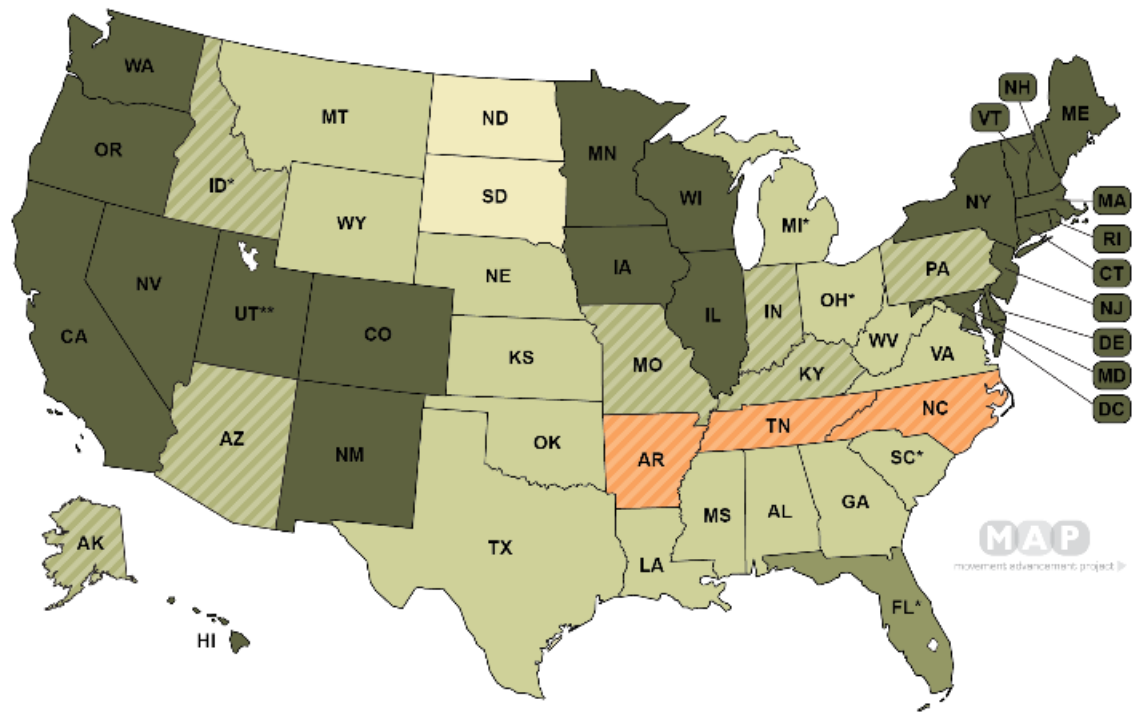 WA
MT
ND
MN
NH
VT
ME
OR
ID*
SD
WI
MI*
NY
MA
WY
RI
CT
NV
NE
IA
PA
NJ
UT**
CO
IL
IN
OH*
DE
CA
KS
MO
WV
VA
MD
KY
DC
AZ
NM
OK
AR
TN
NC
SC*
AK
TX
MS
AL
GA
LA
MAP
movement advancement project
FL*
HI